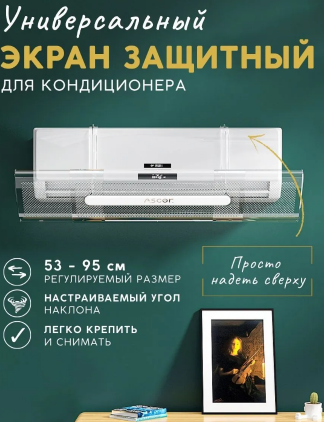 Универсальный
ЭКРАН ЗАЩИТНЫЙ
ДЛЯ КОНДИЦИОНЕРА
Ascor
Просто
надеть сверху
53 – 95 см
РЕГУЛИРУЕМЫЙ РАЗМЕР
НАСТРАИВАЕМЫЙ УГОЛ
НАКЛОНА
ЛЕГКО КРЕПИТЬ
И СНИМАТЬ